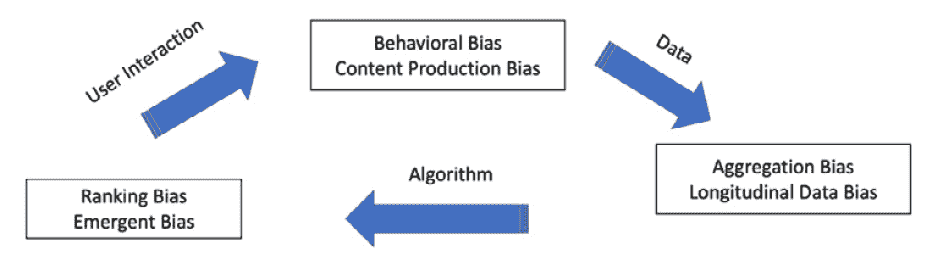 User Interaction
Behavioral Bias
Content Production Bias
Data
Aggregation Bias
Longitudinal Data Bias
Algorithm
Ranking Bias
Emergent Bias